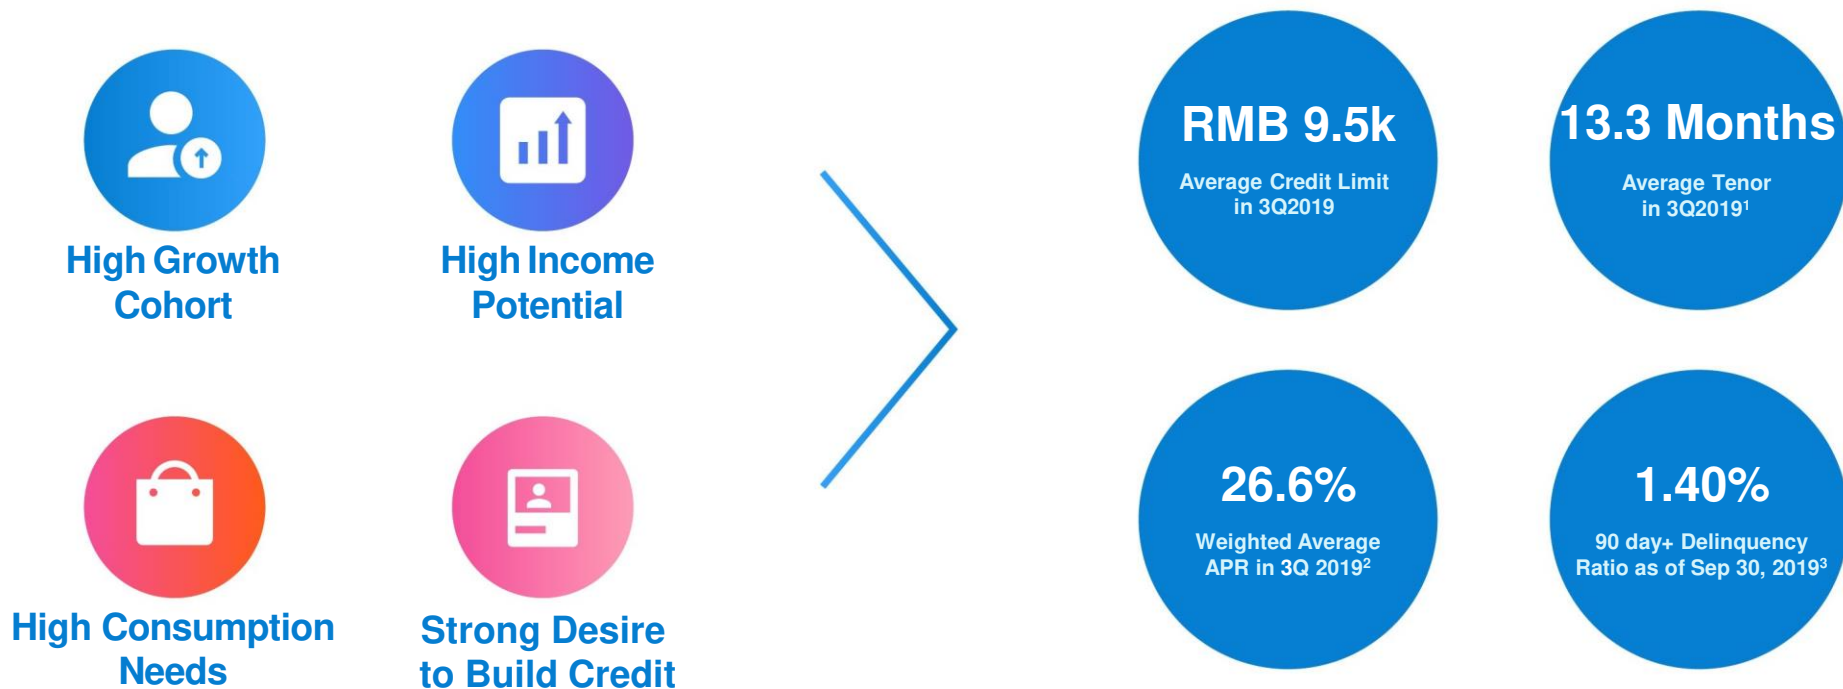 High Growth
Cohort
High Income
Potential
High Consumption
Needs
Strong Desire
to Build Credit
RMB 9.5k
Average Credit Limit
in 3Q2019
13.3 Months
Average Tenor
in 3Q2019¹
26.6%
Weighted Average
APR in 3Q 2019²
1.40%
90 day+ Delinquency
Ratio as of Sep 30, 2019³